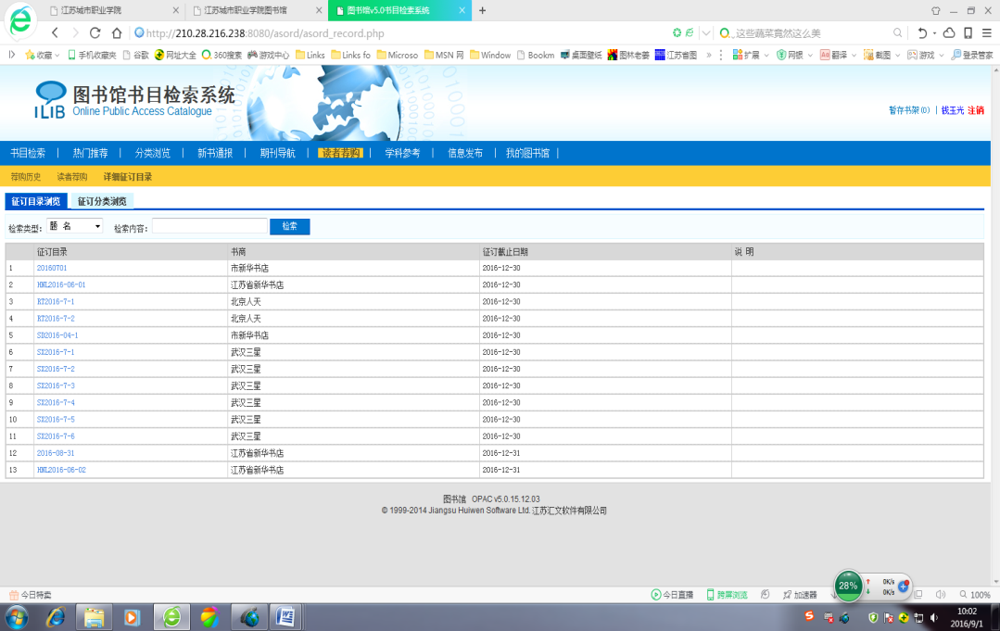 江苏城市职业学院
江苏城市职业学院图书馆
图书馆v5.0书目检索系统
http://210.28.216.238:8080/asord/asord_record.php
这些蔬菜竟然这么美
收藏 手机收藏夹 谷歌 网址大全 360搜索 游戏中心 Links Links fo Microso MSN 网 Window Bookm 桌面壁纸 图林老姜 江苏省图 » 扩展 网银 翻译 截图 游戏 登录管家
图书馆书目检索系统
ILIB Online Public Access Catalogue
暂存书架(0) | 钱玉光 注销
书目检索 | 热门推荐 | 分类浏览 | 新书通报 | 期刊导航 | 读者荐购 | 学科参考 | 信息发布 | 我的图书馆 |
荐购历史 读者荐购 详细征订目录
征订目录浏览 征订分类浏览
检索类型: 题 名 检索内容: 检索
征订目录 书商 征订截止日期 说 明
1 20160701 市新华书店 2016-12-30
2 HNL2016-06-01 江苏省新华书店 2016-12-30
3 RT2016-7-1 北京人天 2016-12-30
4 RT2016-7-2 北京人天 2016-12-30
5 SD2016-04-1 市新华书店 2016-12-30
6 SX2016-7-1 武汉三星 2016-12-30
7 SX2016-7-2 武汉三星 2016-12-30
8 SX2016-7-3 武汉三星 2016-12-30
9 SX2016-7-4 武汉三星 2016-12-30
10 SX2016-7-5 武汉三星 2016-12-30
11 SX2016-7-6 武汉三星 2016-12-30
12 2016-08-31 江苏省新华书店 2016-12-31
13 HNL2016-06-02 江苏省新华书店 2016-12-31
图书馆 OPAC v5.0.15.12.03
© 1999-2014 Jiangsu Huiwen Software Ltd. 江苏汇文软件有限公司
今日特卖 今日直播 跨屏浏览 加速器 28% 0K/s 0K/s 100%
10:02
2016/9/1